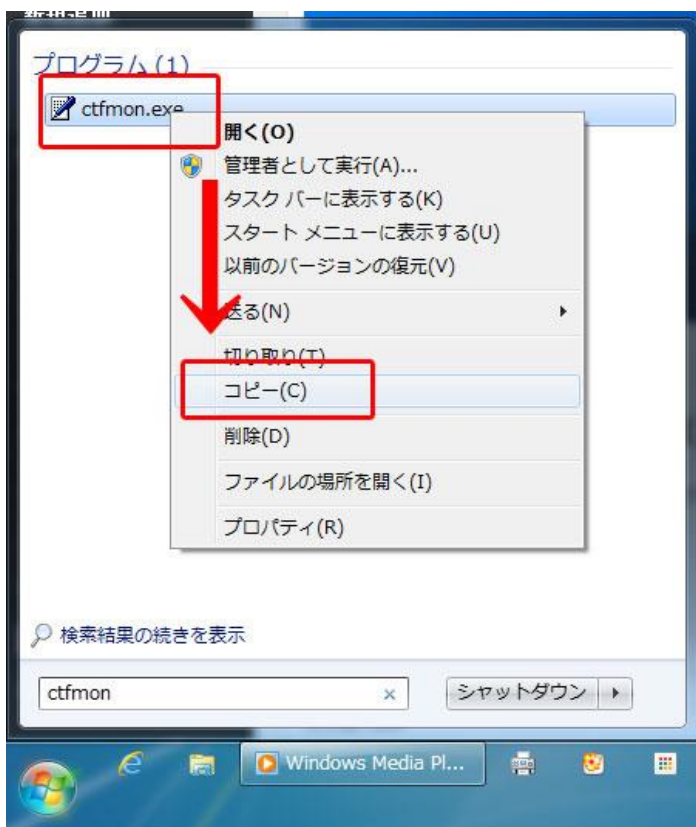 新規追加
プログラム (1)
ctfmon.exe
開く(O)
管理者として実行(A)...
タスク バーに表示する(K)
スタート メニューに表示する(U)
以前のバージョンの復元(V)
送る(N)
切り取り(T)
コピー(C)
削除(D)
ファイルの場所を開く(I)
プロパティ(R)
検索結果の続きを表示
ctfmon
シャットダウン
Windows Media Pl...